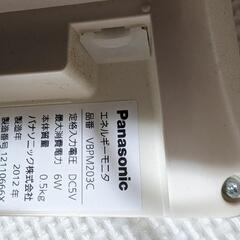 Panasonic
エネルギーモニタ
品番 VBPM203C
定格入力電圧 DC5V
最大消費電力 6W
本体質量 0.5kg
パナソニック株式会社
製造年 2012年
製造番号 12110666X